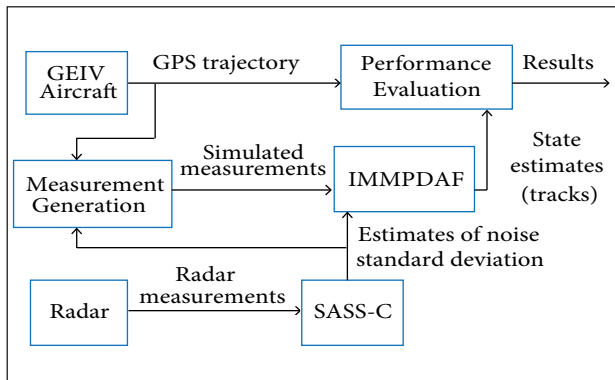 GEIV
Aircraft
GPS trajectory
Performance
Evaluation
Results
Simulated
measurements
Measurement
Generation
IMMPDAF
State
estimates
(tracks)
Estimates of noise
standard deviation
Radar
measurements
Radar
SASS-C